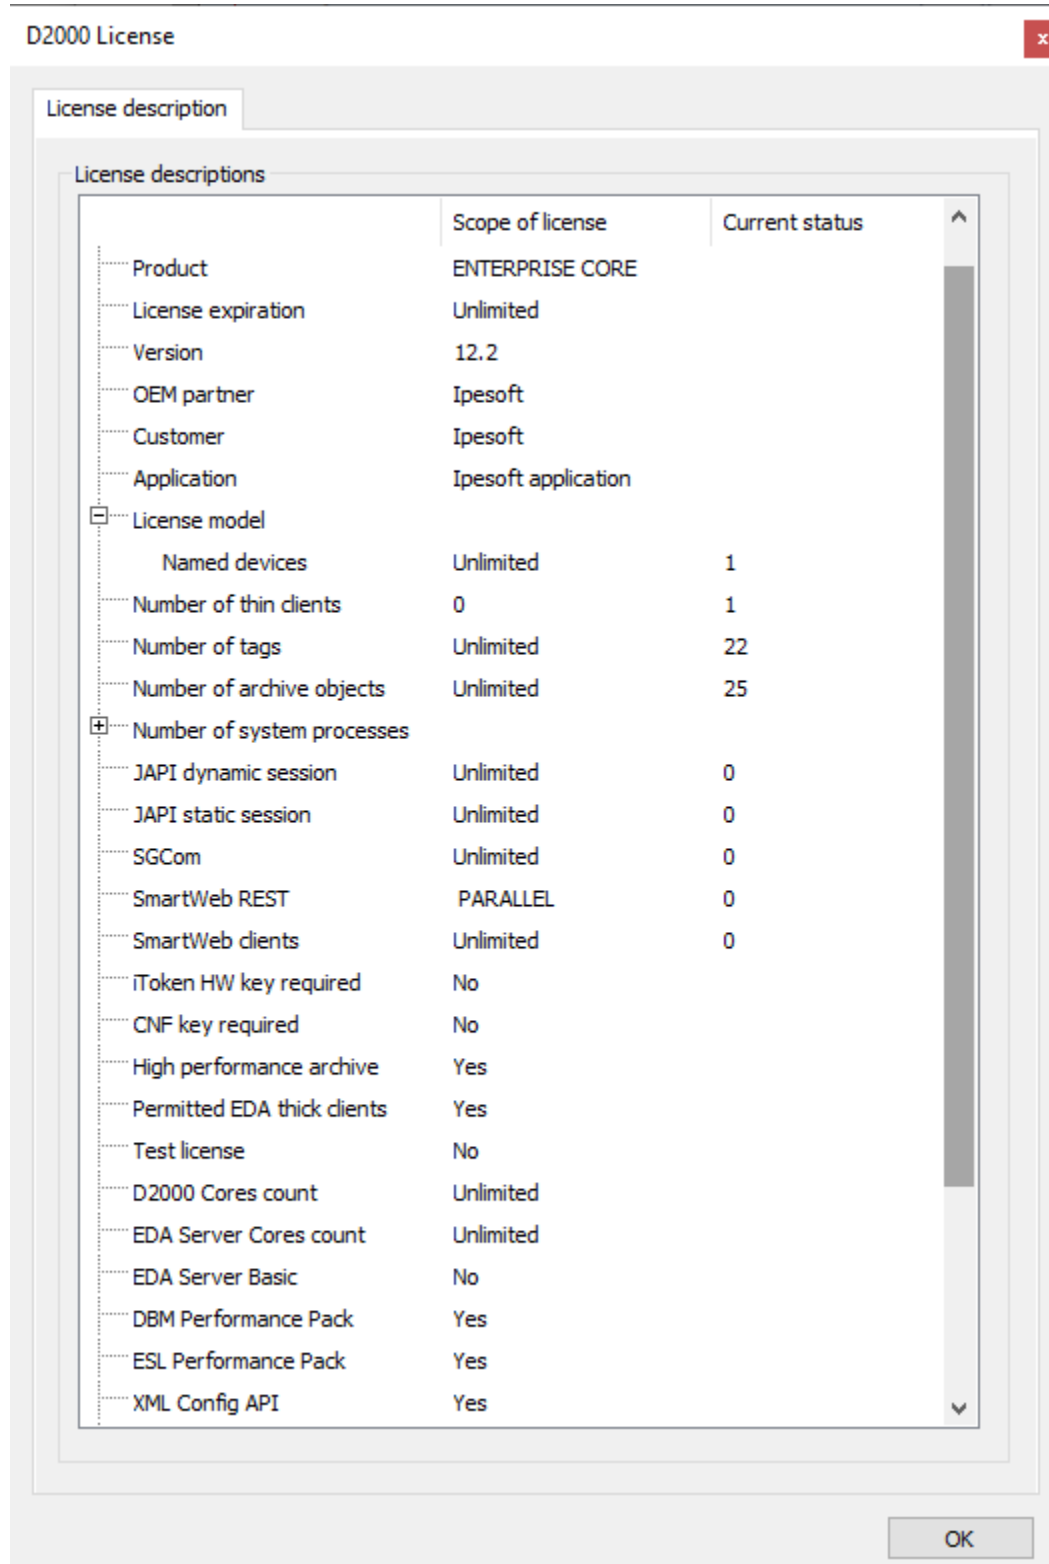 D2000 License
x
License description
License descriptions
Scope of license Current status
Product ENTERPRISE CORE
License expiration Unlimited
Version 12.2
OEM partner Ipesoft
Customer Ipesoft
Application Ipesoft application
License model
Named devices Unlimited 1
Number of thin clients 0 1
Number of tags Unlimited 22
Number of archive objects Unlimited 25
Number of system processes
JAPI dynamic session Unlimited 0
JAPI static session Unlimited 0
SGCom Unlimited 0
SmartWeb REST PARALLEL 0
SmartWeb clients Unlimited 0
iToken HW key required No
CNF key required No
High performance archive Yes
Permitted EDA thick clients Yes
Test license No
D2000 Cores count Unlimited
EDA Server Cores count Unlimited
EDA Server Basic No
DBM Performance Pack Yes
ESL Performance Pack Yes
XML Config API Yes
OK